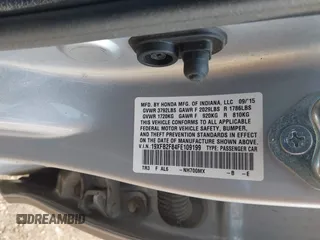 MFD. BY HONDA MFG. OF INDIANA, LLC 09/15
GVWR 3792LBS GAWR F 2029LBS R 1786LBS
GVWR 1720KG GAWR F 920KG R 810KG
THIS VEHICLE CONFORMS TO ALL APPLICABLE
FEDERAL MOTOR VEHICLE SAFETY, BUMPER,
AND THEFT PREVENTION STANDARDS IN EFFECT
ON THE DATE OF MANUFACTURE SHOWN ABOVE.
V.I.N. 19XFB2F84FE109199 TYPE: PASSENGER CAR
TR3 F AL6 -NH700MX -B -E
DREAMBID